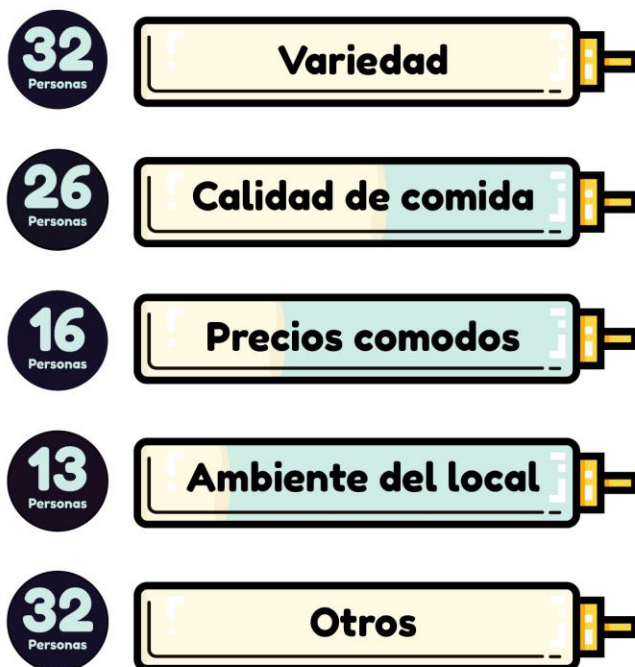 32
Personas
Variedad
26
Personas
Calidad de comida
16
Personas
Precios comodos
13
Personas
Ambiente del local
32
Personas
Otros